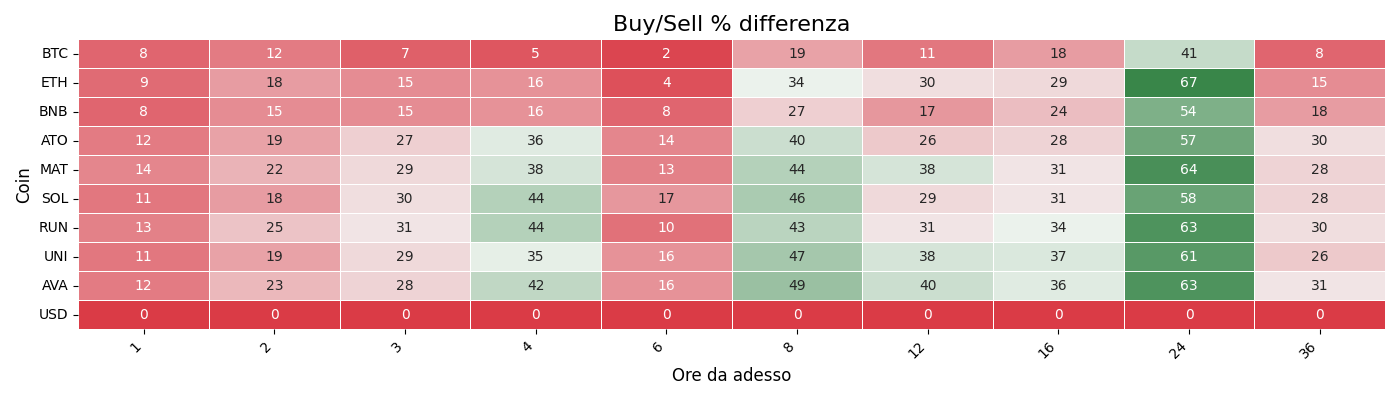 Buy/Sell % differenza
Coin
BTC 8 12 7 5 2 19 11 18 41 8
ETH 9 18 15 16 4 34 30 29 67 15
BNB 8 15 15 16 8 27 17 24 54 18
ATO 12 19 27 36 14 40 26 28 57 30
MAT 14 22 29 38 13 44 38 31 64 28
SOL 11 18 30 44 17 46 29 31 58 28
RUN 13 25 31 44 10 43 31 34 63 30
UNI 11 19 29 35 16 47 38 37 61 26
AVA 12 23 28 42 16 49 40 36 63 31
USD 0 0 0 0 0 0 0 0 0 0
1 2 3 4 6 8 12 16 24 36
Ore da adesso